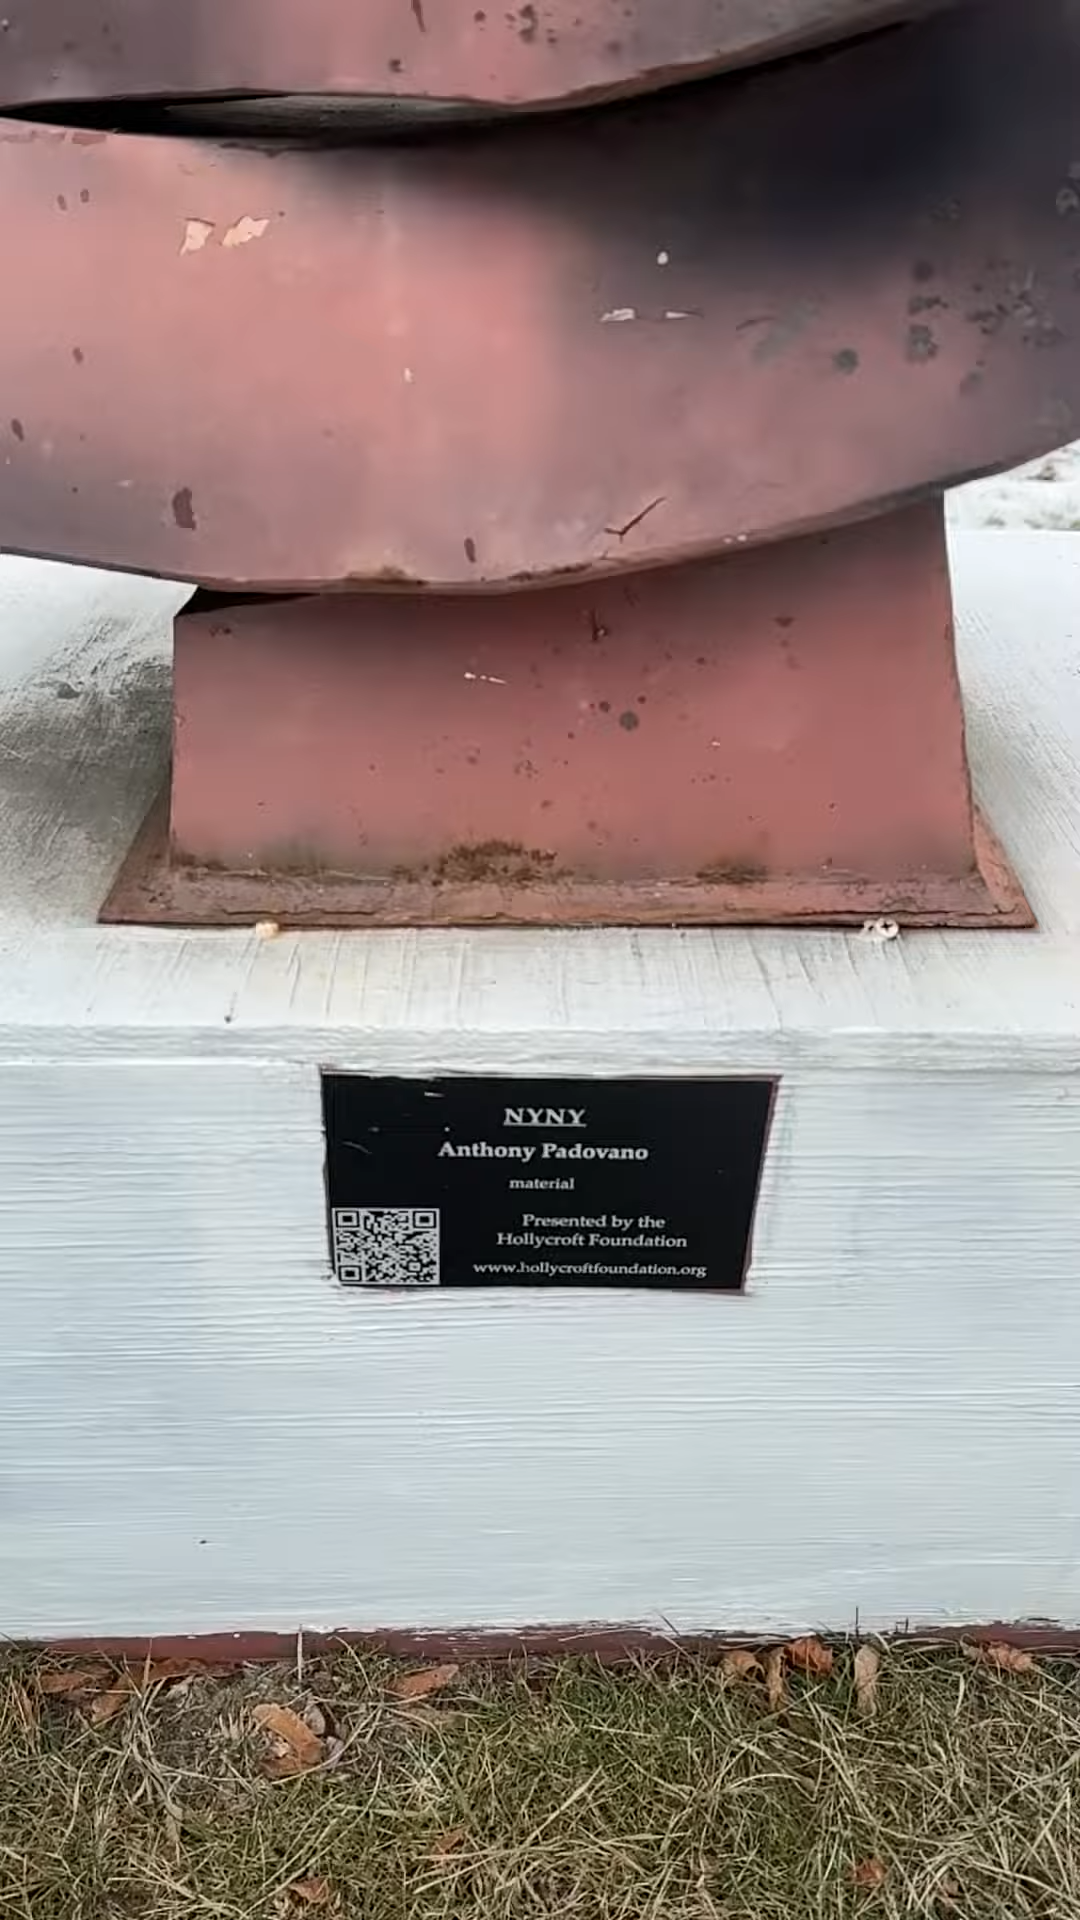 NYNY
Anthony Padovano
material
Presented by the
Hollycroft Foundation
www.hollycroftfoundation.org